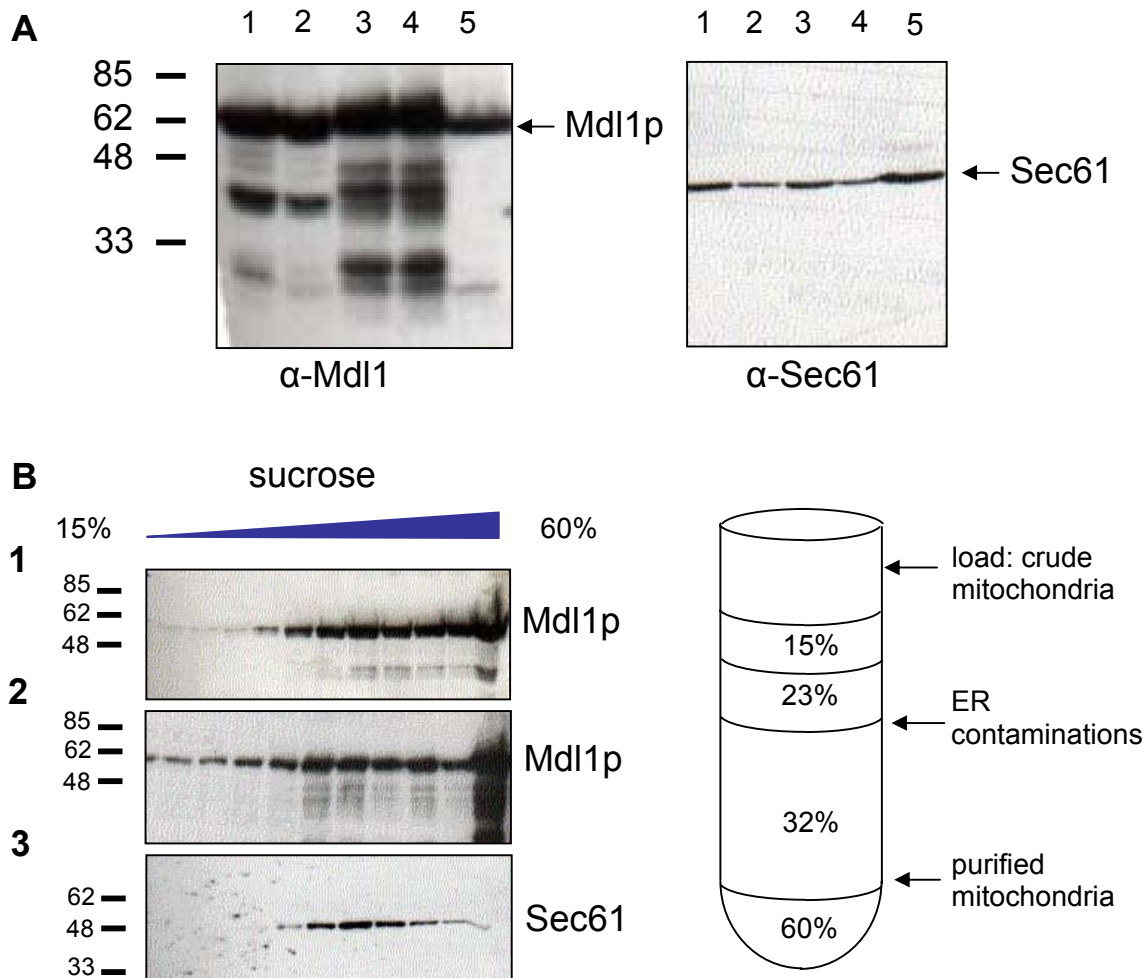 A
1 2 3 4 5
85
62
48
33
Mdl1p
α-Mdl1
1 2 3 4 5
Sec61
α-Sec61
B
sucrose
15%
60%
1
85
62
48
Mdl1p
2
85
62
48
Mdl1p
3
62
48
33
Sec61
load: crude
mitochondria
15%
23%
ER
contaminations
32%
purified
mitochondria
60%